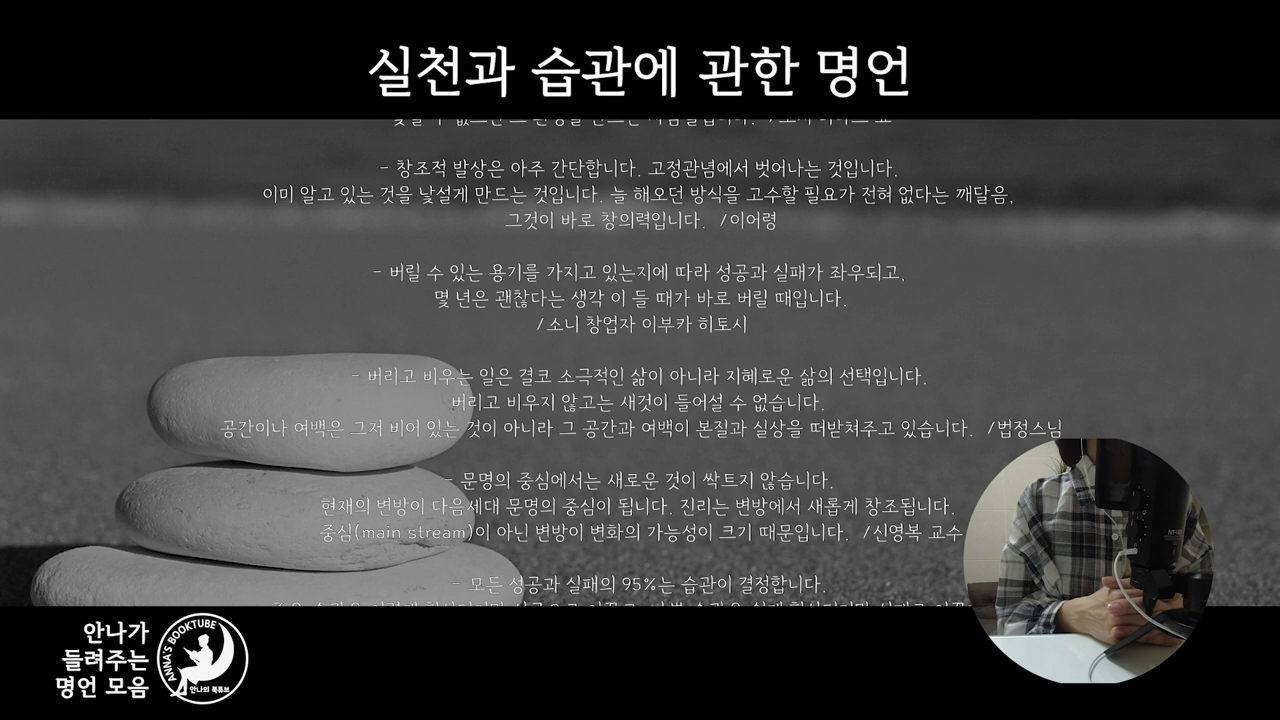 실천과 습관에 관한 명언
- 창조적 발상은 아주 간단합니다. 고정관념에서 벗어나는 것입니다.
이미 알고 있는 것을 낯설게 만드는 것입니다. 늘 해오던 방식을 고수할 필요가 전혀 없다는 깨달음,
그것이 바로 창의력입니다. /이어령
- 버릴 수 있는 용기를 가지고 있는지에 따라 성공과 실패가 좌우되고,
몇 년은 괜찮다는 생각 이 들 때가 바로 버릴 때입니다.
/소니 창업자 이부카 히토시
- 버리고 비우는 일은 결코 소극적인 삶이 아니라 지혜로운 삶의 선택입니다.
버리고 비우지 않고는 새것이 들어설 수 없습니다.
공간이나 여백은 그저 비어 있는 것이 아니라 그 공간과 여백이 본질과 실상을 떠받쳐주고 있습니다. /법정스님
- 문명의 중심에서는 새로운 것이 싹트지 않습니다.
현재의 변방이 다음세대 문명의 중심이 됩니다. 진리는 변방에서 새롭게 창조됩니다.
중심(main stream)이 아닌 변방이 변화의 가능성이 크기 때문입니다. /신영복 교수
- 모든 성공과 실패의 95%는 습관이 결정합니다.
안나가
들려주는
명언 모음
ANNA'S BOOKTUBE
안나의 북튜브